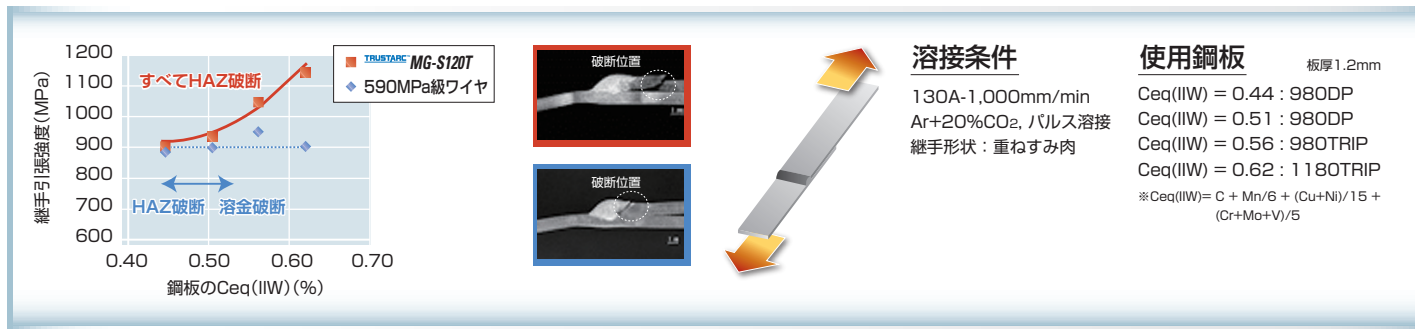 1200
1100
1000
900
800
700
600
継手引張強度(MPa)
0.40
0.50
0.60
0.70
鋼板のCeq(IIW)(%)
TRUSTARC MG-S120T
590MPa級ワイヤ
すべてHAZ破断
HAZ破断
溶金破断
破断位置
破断位置
溶接条件
130A-1,000mm/min
Ar+20%CO2, パルス溶接
継手形状:重ねすみ肉
使用鋼板
板厚1.2mm
Ceq(IIW) = 0.44 : 980DP
Ceq(IIW) = 0.51 : 980DP
Ceq(IIW) = 0.56 : 980TRIP
Ceq(IIW) = 0.62 : 1180TRIP
※Ceq(IIW)= C + Mn/6 + (Cu+Ni)/15 +
(Cr+Mo+V)/5